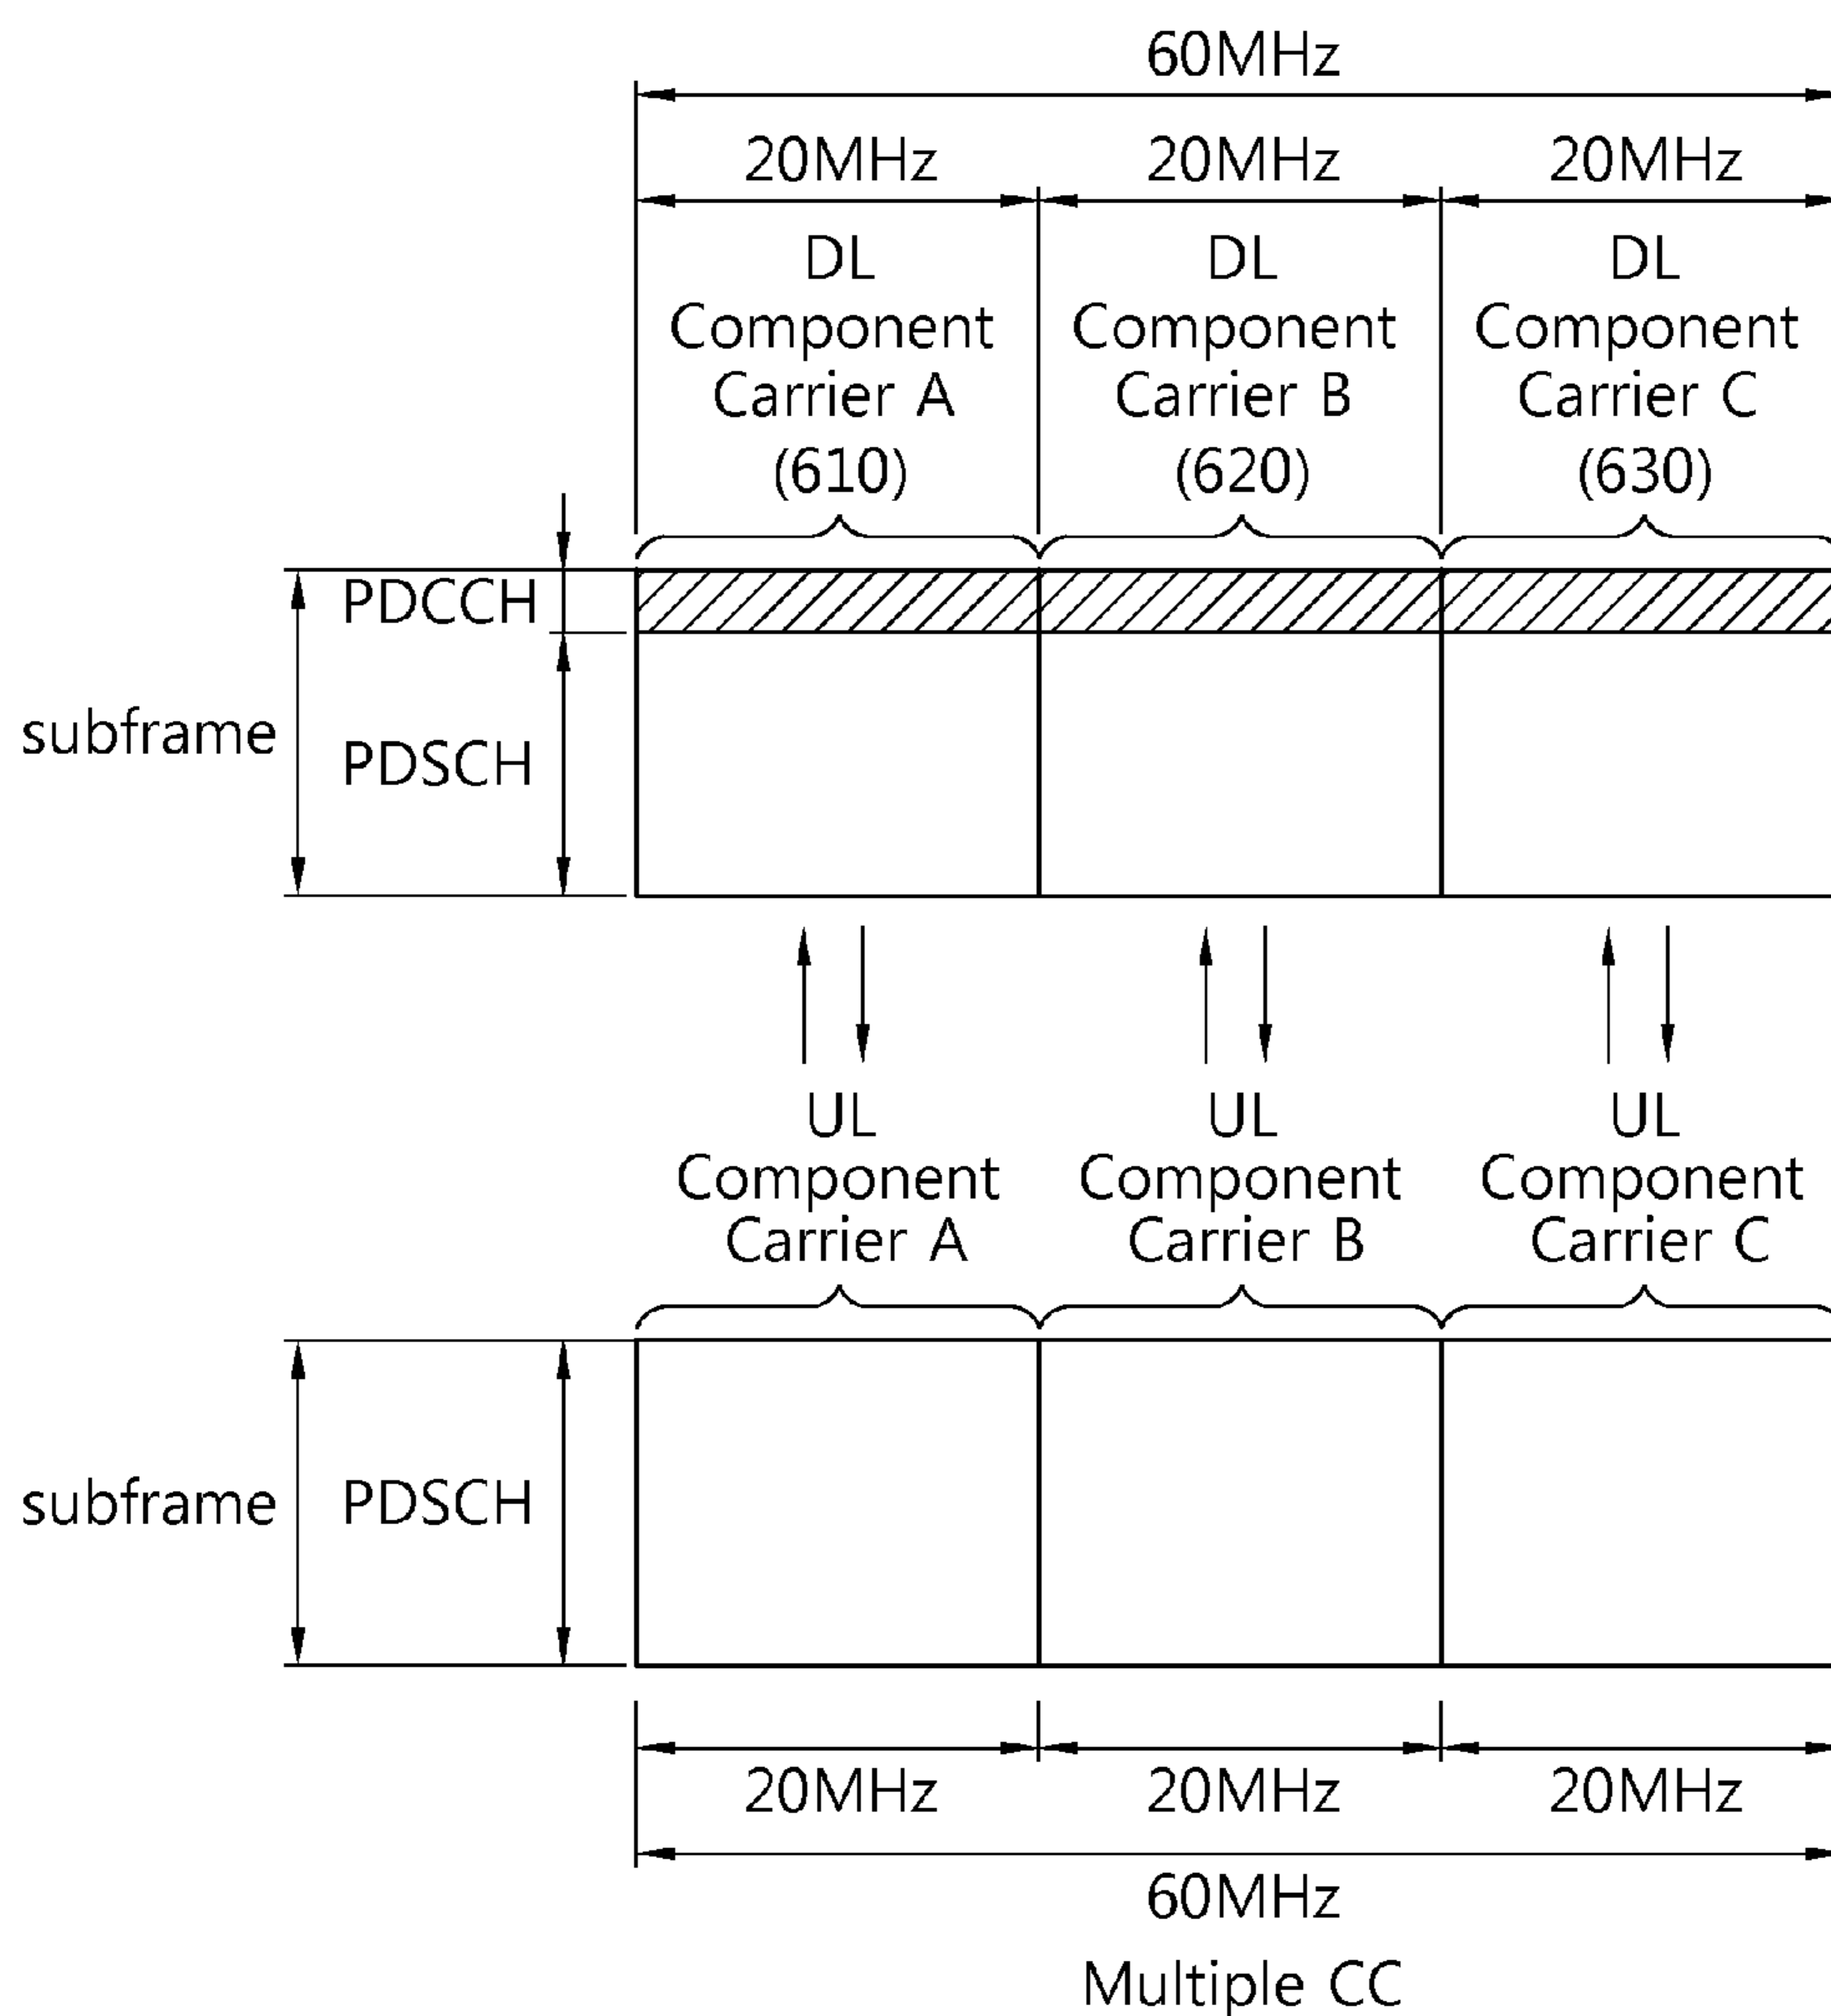 60MHz
20MHz 20MHz 20MHz
DL DL DL
Component Component Component
Carrier A Carrier B Carrier C
(610) (620) (630)
PDCCH
subframe PDSCH
UL UL UL
Component Component Component
Carrier A Carrier B Carrier C
subframe PDSCH
20MHz 20MHz 20MHz
60MHz
Multiple CC